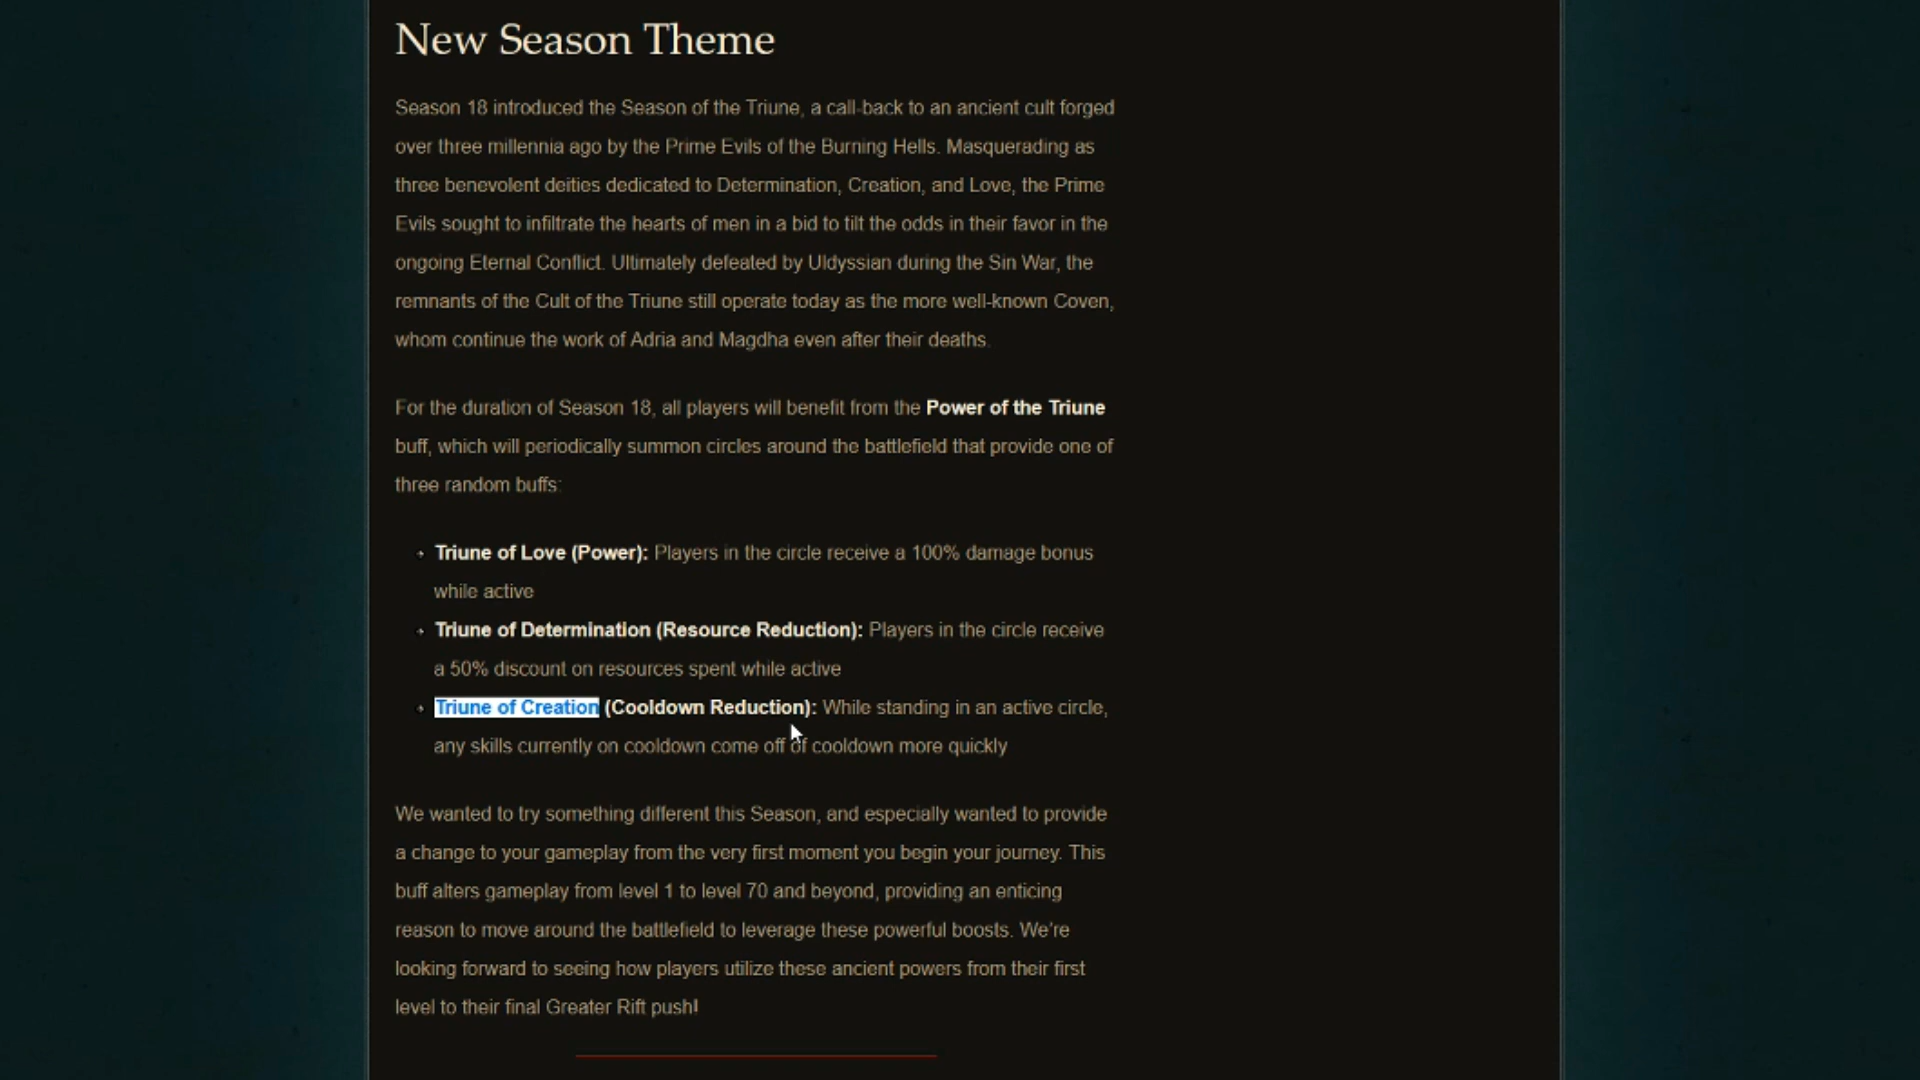 New Season Theme
Season 18 introduced the Season of the Triune, a call-back to an ancient cult forged
over three millennia ago by the Prime Evils of the Burning Hells. Masquerading as
three benevolent deities dedicated to Determination, Creation, and Love, the Prime
Evils sought to infiltrate the hearts of men in a bid to tilt the odds in their favor in the
ongoing Eternal Conflict. Ultimately defeated by Uldyssian during the Sin War, the
remnants of the Cult of the Triune still operate today as the more well-known Coven,
whom continue the work of Adria and Magdha even after their deaths.
For the duration of Season 18, all players will benefit from the Power of the Triune
buff, which will periodically summon circles around the battlefield that provide one of
three random buffs:
Triune of Love (Power): Players in the circle receive a 100% damage bonus
while active
Triune of Determination (Resource Reduction): Players in the circle receive
a 50% discount on resources spent while active
Triune of Creation (Cooldown Reduction): While standing in an active circle,
any skills currently on cooldown come off of cooldown more quickly
We wanted to try something different this Season, and especially wanted to provide
a change to your gameplay from the very first moment you begin your journey. This
buff alters gameplay from level 1 to level 70 and beyond, providing an enticing
reason to move around the battlefield to leverage these powerful boosts. We're
looking forward to seeing how players utilize these ancient powers from their first
level to their final Greater Rift push!